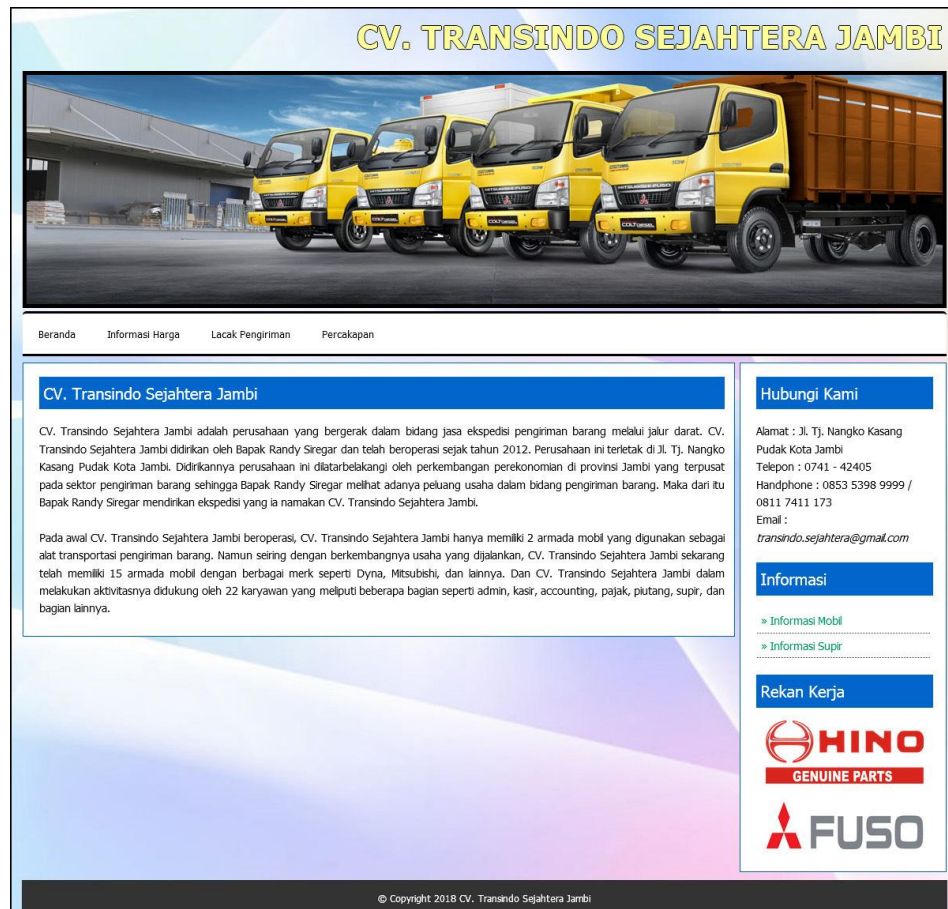 CV. TRANSINDO SEJAHTERA JAMBI
MITSUBISHI FUSO
COLT DIESEL
COLT DIESEL
COLT DIESEL
Beranda Informasi Harga Lacak Pengiriman Percakapan
CV. Transindo Sejahtera Jambi
CV. Transindo Sejahtera Jambi adalah perusahaan yang bergerak dalam bidang jasa ekspedisi pengiriman barang melalui jalur darat. CV.
Transindo Sejahtera Jambi didirikan oleh Bapak Randy Siregar dan telah beroperasi sejak tahun 2012. Perusahaan ini terletak di Jl. Tj. Nangko
Kasang Pudak Kota Jambi. Didirikannya perusahaan ini dilatarbelakangi oleh perkembangan perekonomian di provinsi Jambi yang terpusat
pada sektor pengiriman barang sehingga Bapak Randy Siregar melihat adanya peluang usaha dalam bidang pengiriman barang. Maka dari itu
Bapak Randy Siregar mendirikan ekspedisi yang ia namakan CV. Transindo Sejahtera Jambi.
Pada awal CV. Transindo Sejahtera Jambi beroperasi, CV. Transindo Sejahtera Jambi hanya memiliki 2 armada mobil yang digunakan sebagai
alat transportasi pengiriman barang. Namun seiring dengan berkembangnya usaha yang dijalankan, CV. Transindo Sejahtera Jambi sekarang
telah memiliki 15 armada mobil dengan berbagai merk seperti Dyna, Mitsubishi, dan lainnya. Dan CV. Transindo Sejahtera Jambi dalam
melakukan aktivitasnya didukung oleh 22 karyawan yang meliputi beberapa bagian seperti admin, kasir, accounting, pajak, piutang, supir, dan
bagian lainnya.
Hubungi Kami
Alamat : Jl. Tj. Nangko Kasang
Pudak Kota Jambi
Telepon : 0741 - 42405
Handphone : 0853 5398 9999 /
0811 7411 173
Email :
transindo.sejahtera@gmail.com
Informasi
» Informasi Mobil
» Informasi Supir
Rekan Kerja
HINO
GENUINE PARTS
FUSO
© Copyright 2018 CV. Transindo Sejahtera Jambi